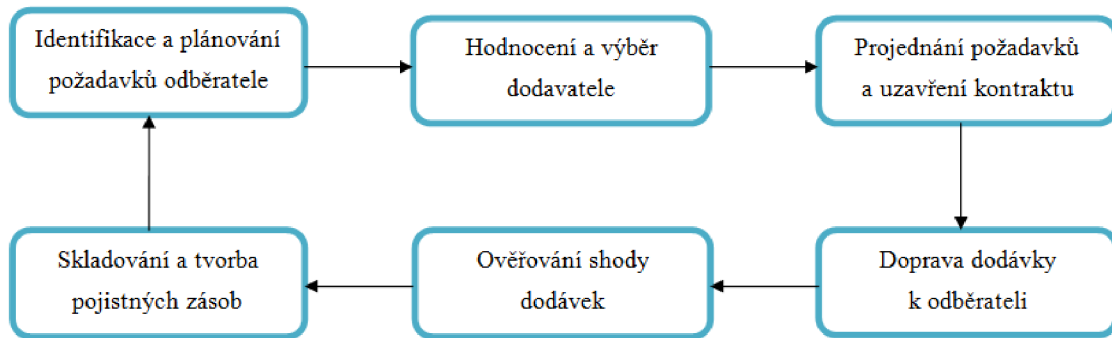 Identifikace a plánování
požadavků odběratele
Hodnocení a výběr
dodavatele
Projednání požadavků
a uzavření kontraktu
Skladování a tvorba
pojistných zásob
Ověřování shody
dodávek
Doprava dodávky
k odběrateli